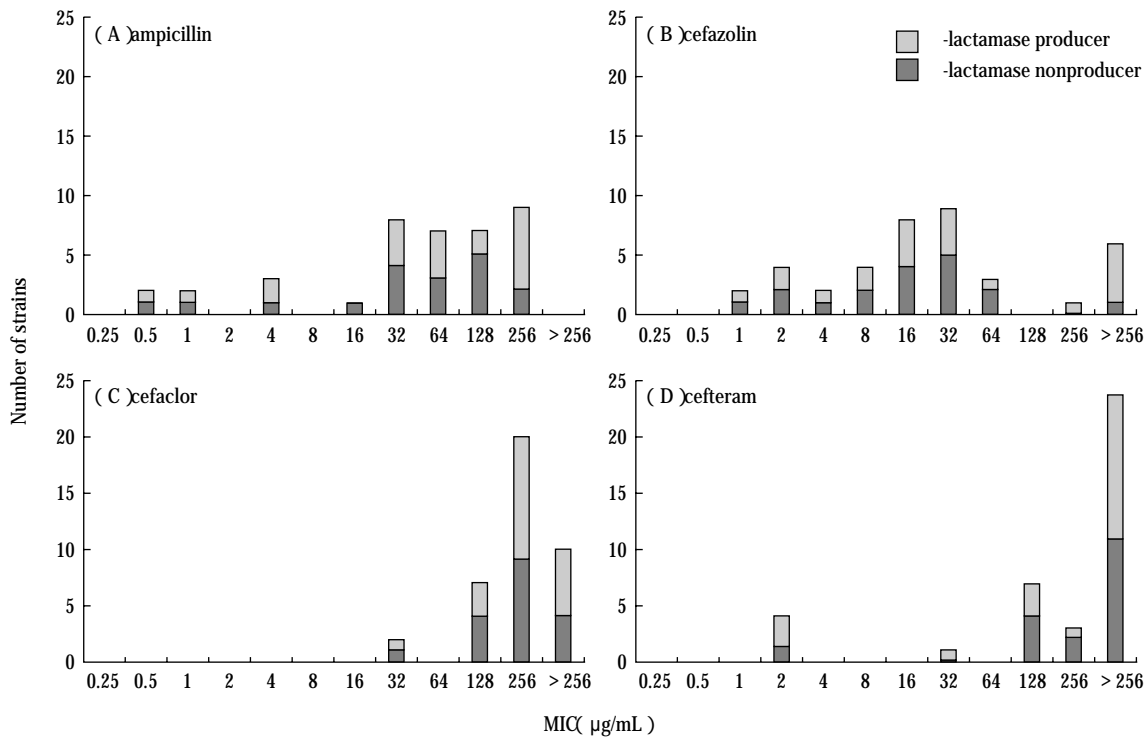 ( A )ampicillin
25
20
15
10
5
0
0.25 0.5 1 2 4 8 16 32 64 128 256 > 256
( B )cefazolin
-lactamase producer
-lactamase nonproducer
25
20
15
10
5
0
0.25 0.5 1 2 4 8 16 32 64 128 256 > 256
Number of strains
( C )cefaclor
25
20
15
10
5
0
0.25 0.5 1 2 4 8 16 32 64 128 256 > 256
( D )cefteram
25
20
15
10
5
0
0.25 0.5 1 2 4 8 16 32 64 128 256 > 256
MIC( μg/mL )